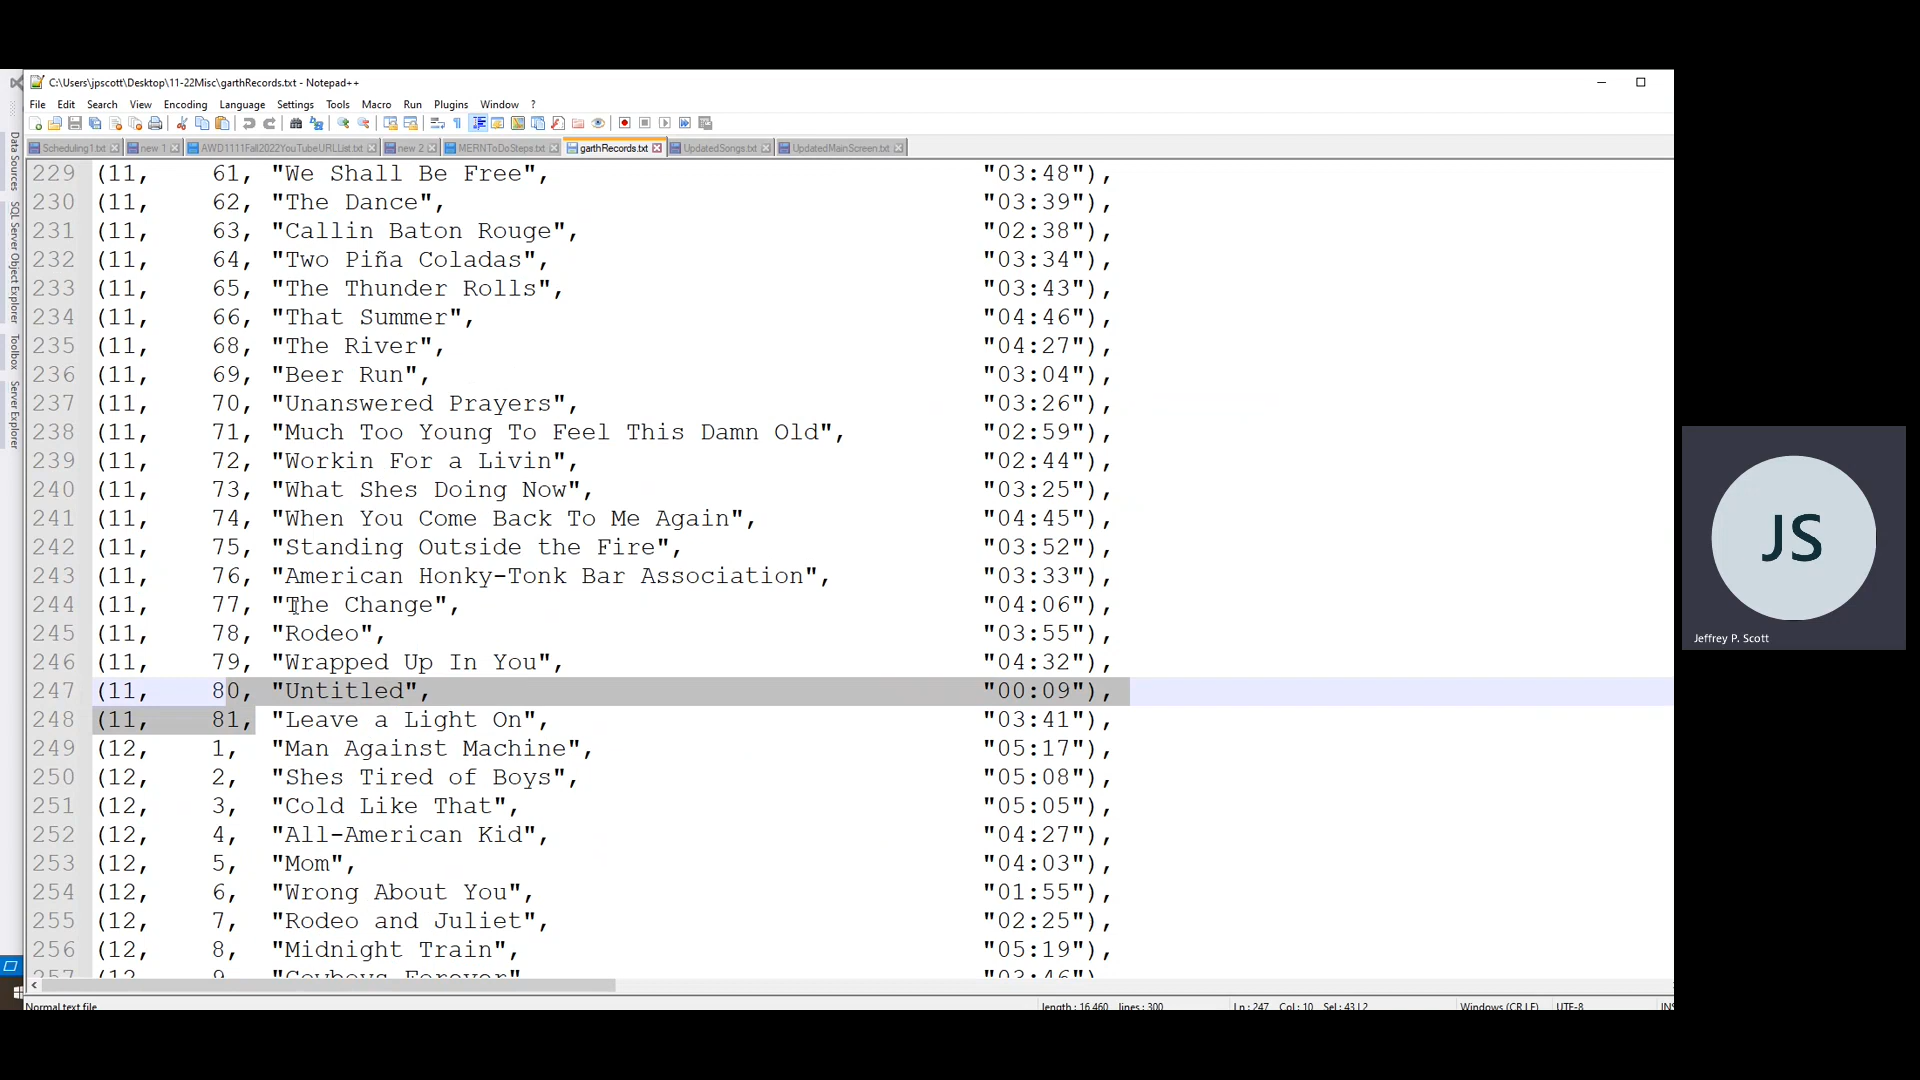 C:\Users\jpscott\Desktop\11-22Misc\garthRecords.txt - Notepad++
File Edit Search View Encoding Language Settings Tools Macro Run Plugins Window ?
Scheduling1.txt new 1 AWD1111Fall2022YouTubeURLList.txt new 2 MERNToDoSteps.txt garthRecords.txt UpdatedSongs.txt UpdatedMainScreen.txt
Data Sources
SQL Server Object Explorer
Toolbox
Server Explorer
229 (11, 61, "We Shall Be Free", "03:48"),
230 (11, 62, "The Dance", "03:39"),
231 (11, 63, "Callin Baton Rouge", "02:38"),
232 (11, 64, "Two Piña Coladas", "03:34"),
233 (11, 65, "The Thunder Rolls", "03:43"),
234 (11, 66, "That Summer", "04:46"),
235 (11, 68, "The River", "04:27"),
236 (11, 69, "Beer Run", "03:04"),
237 (11, 70, "Unanswered Prayers", "03:26"),
238 (11, 71, "Much Too Young To Feel This Damn Old", "02:59"),
239 (11, 72, "Workin For a Livin", "02:44"),
240 (11, 73, "What Shes Doing Now", "03:25"),
241 (11, 74, "When You Come Back To Me Again", "04:45"),
242 (11, 75, "Standing Outside the Fire", "03:52"),
243 (11, 76, "American Honky-Tonk Bar Association", "03:33"),
244 (11, 77, "The Change", "04:06"),
245 (11, 78, "Rodeo", "03:55"),
246 (11, 79, "Wrapped Up In You", "04:32"),
247 (11, 80, "Untitled", "00:09"),
248 (11, 81, "Leave a Light On", "03:41"),
249 (12, 1, "Man Against Machine", "05:17"),
250 (12, 2, "Shes Tired of Boys", "05:08"),
251 (12, 3, "Cold Like That", "05:05"),
252 (12, 4, "All-American Kid", "04:27"),
253 (12, 5, "Mom", "04:03"),
254 (12, 6, "Wrong About You", "01:55"),
255 (12, 7, "Rodeo and Juliet", "02:25"),
256 (12, 8, "Midnight Train", "05:19"),
257 (12, 9, "Cowboys Forever" "03:46")
Normal text file length : 16,460 lines : 300 Ln : 247 Col : 10 Sel : 43 | 2 Windows (CR LF) UTF-8 INS
JS
Jeffrey P. Scott